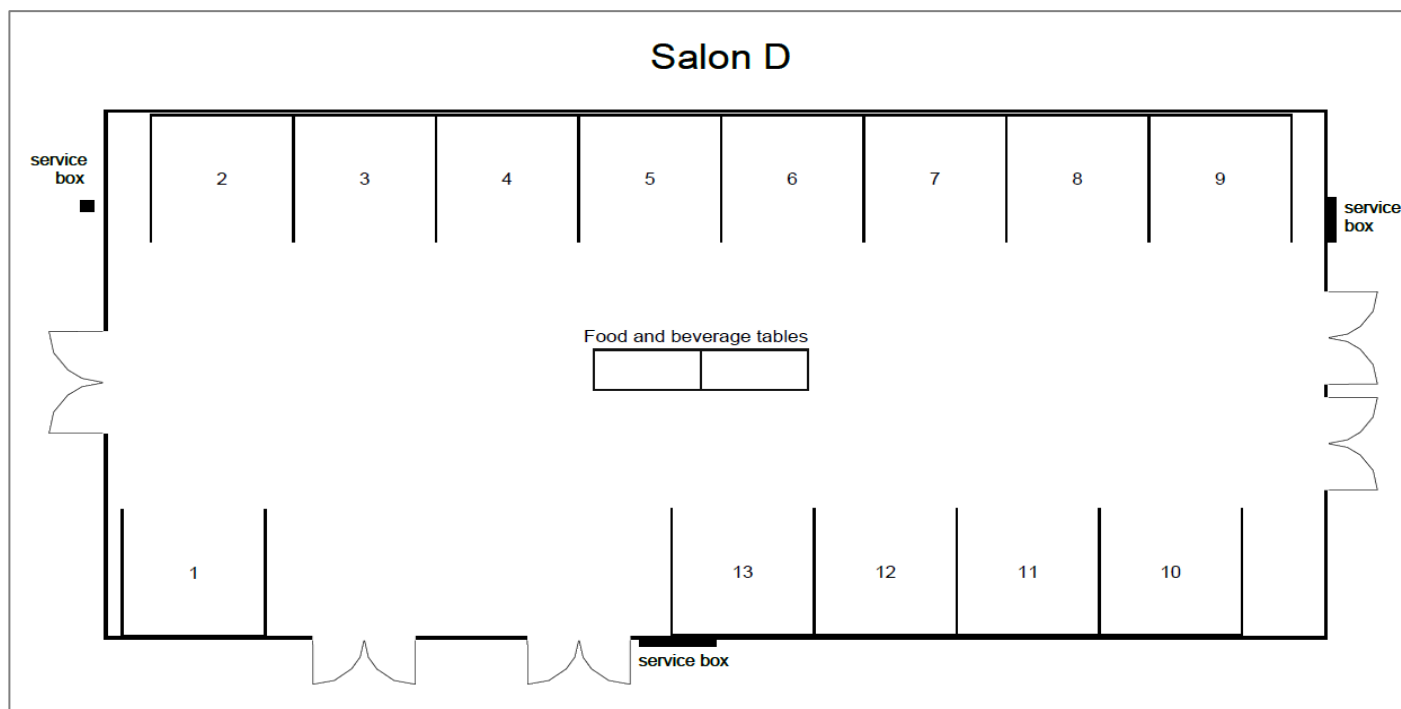 Salon D
service
box
2 3 4 5 6 7 8 9
service
box
Food and beverage tables
1 13 12 11 10
service box